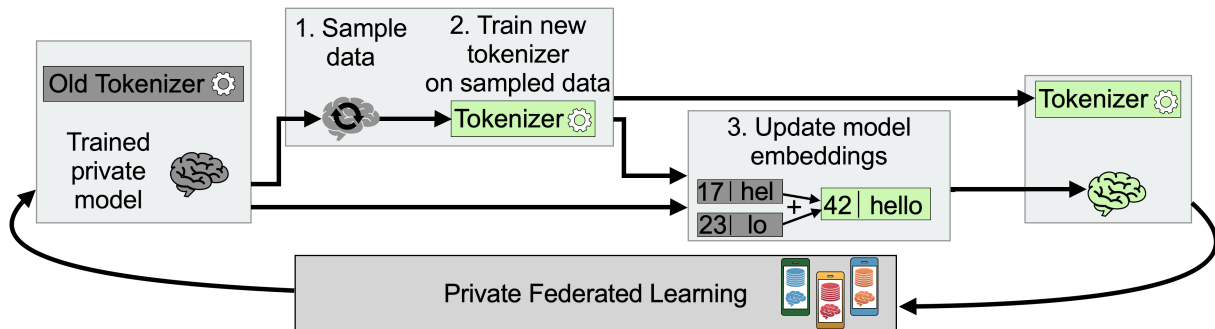 Old Tokenizer
Trained
private
model
1. Sample
data
2. Train new
tokenizer
on sampled data
Tokenizer
3. Update model
embeddings
17| hel
+
23| lo
42| hello
Tokenizer
Private Federated Learning